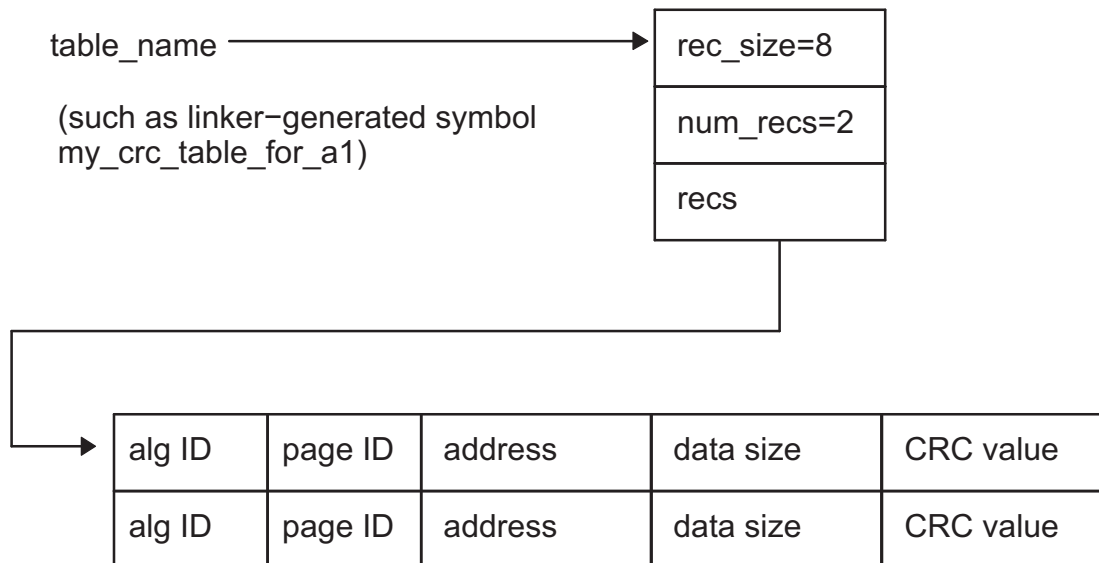 table_name
rec_size=8
(such as linker−generated symbol
my_crc_table_for_a1)
num_recs=2
recs
alg ID page ID address data size CRC value
alg ID page ID address data size CRC value